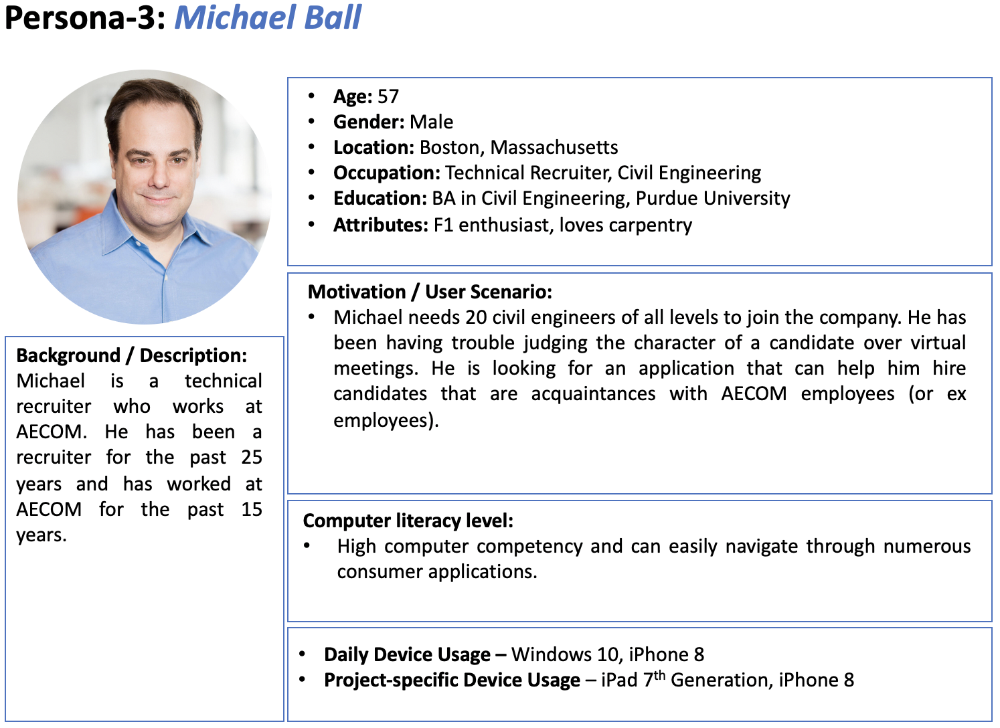 Persona-3: Michael Ball
• Age: 57
• Gender: Male
• Location: Boston, Massachusetts
• Occupation: Technical Recruiter, Civil Engineering
• Education: BA in Civil Engineering, Purdue University
• Attributes: F1 enthusiast, loves carpentry
Motivation / User Scenario:
• Michael needs 20 civil engineers of all levels to join the company. He has
been having trouble judging the character of a candidate over virtual
meetings. He is looking for an application that can help him hire
candidates that are acquaintances with AECOM employees (or ex
employees).
Background / Description:
Michael is a technical
recruiter who works at
AECOM. He has been a
recruiter for the past 25
years and has worked at
AECOM for the past 15
years.
Computer literacy level:
• High computer competency and can easily navigate through numerous
consumer applications.
• Daily Device Usage – Windows 10, iPhone 8
• Project-specific Device Usage – iPad 7th Generation, iPhone 8